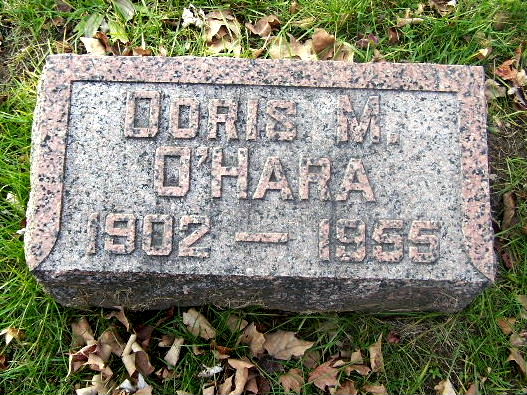 DORIS M.
O'HARA
1902 — 1955